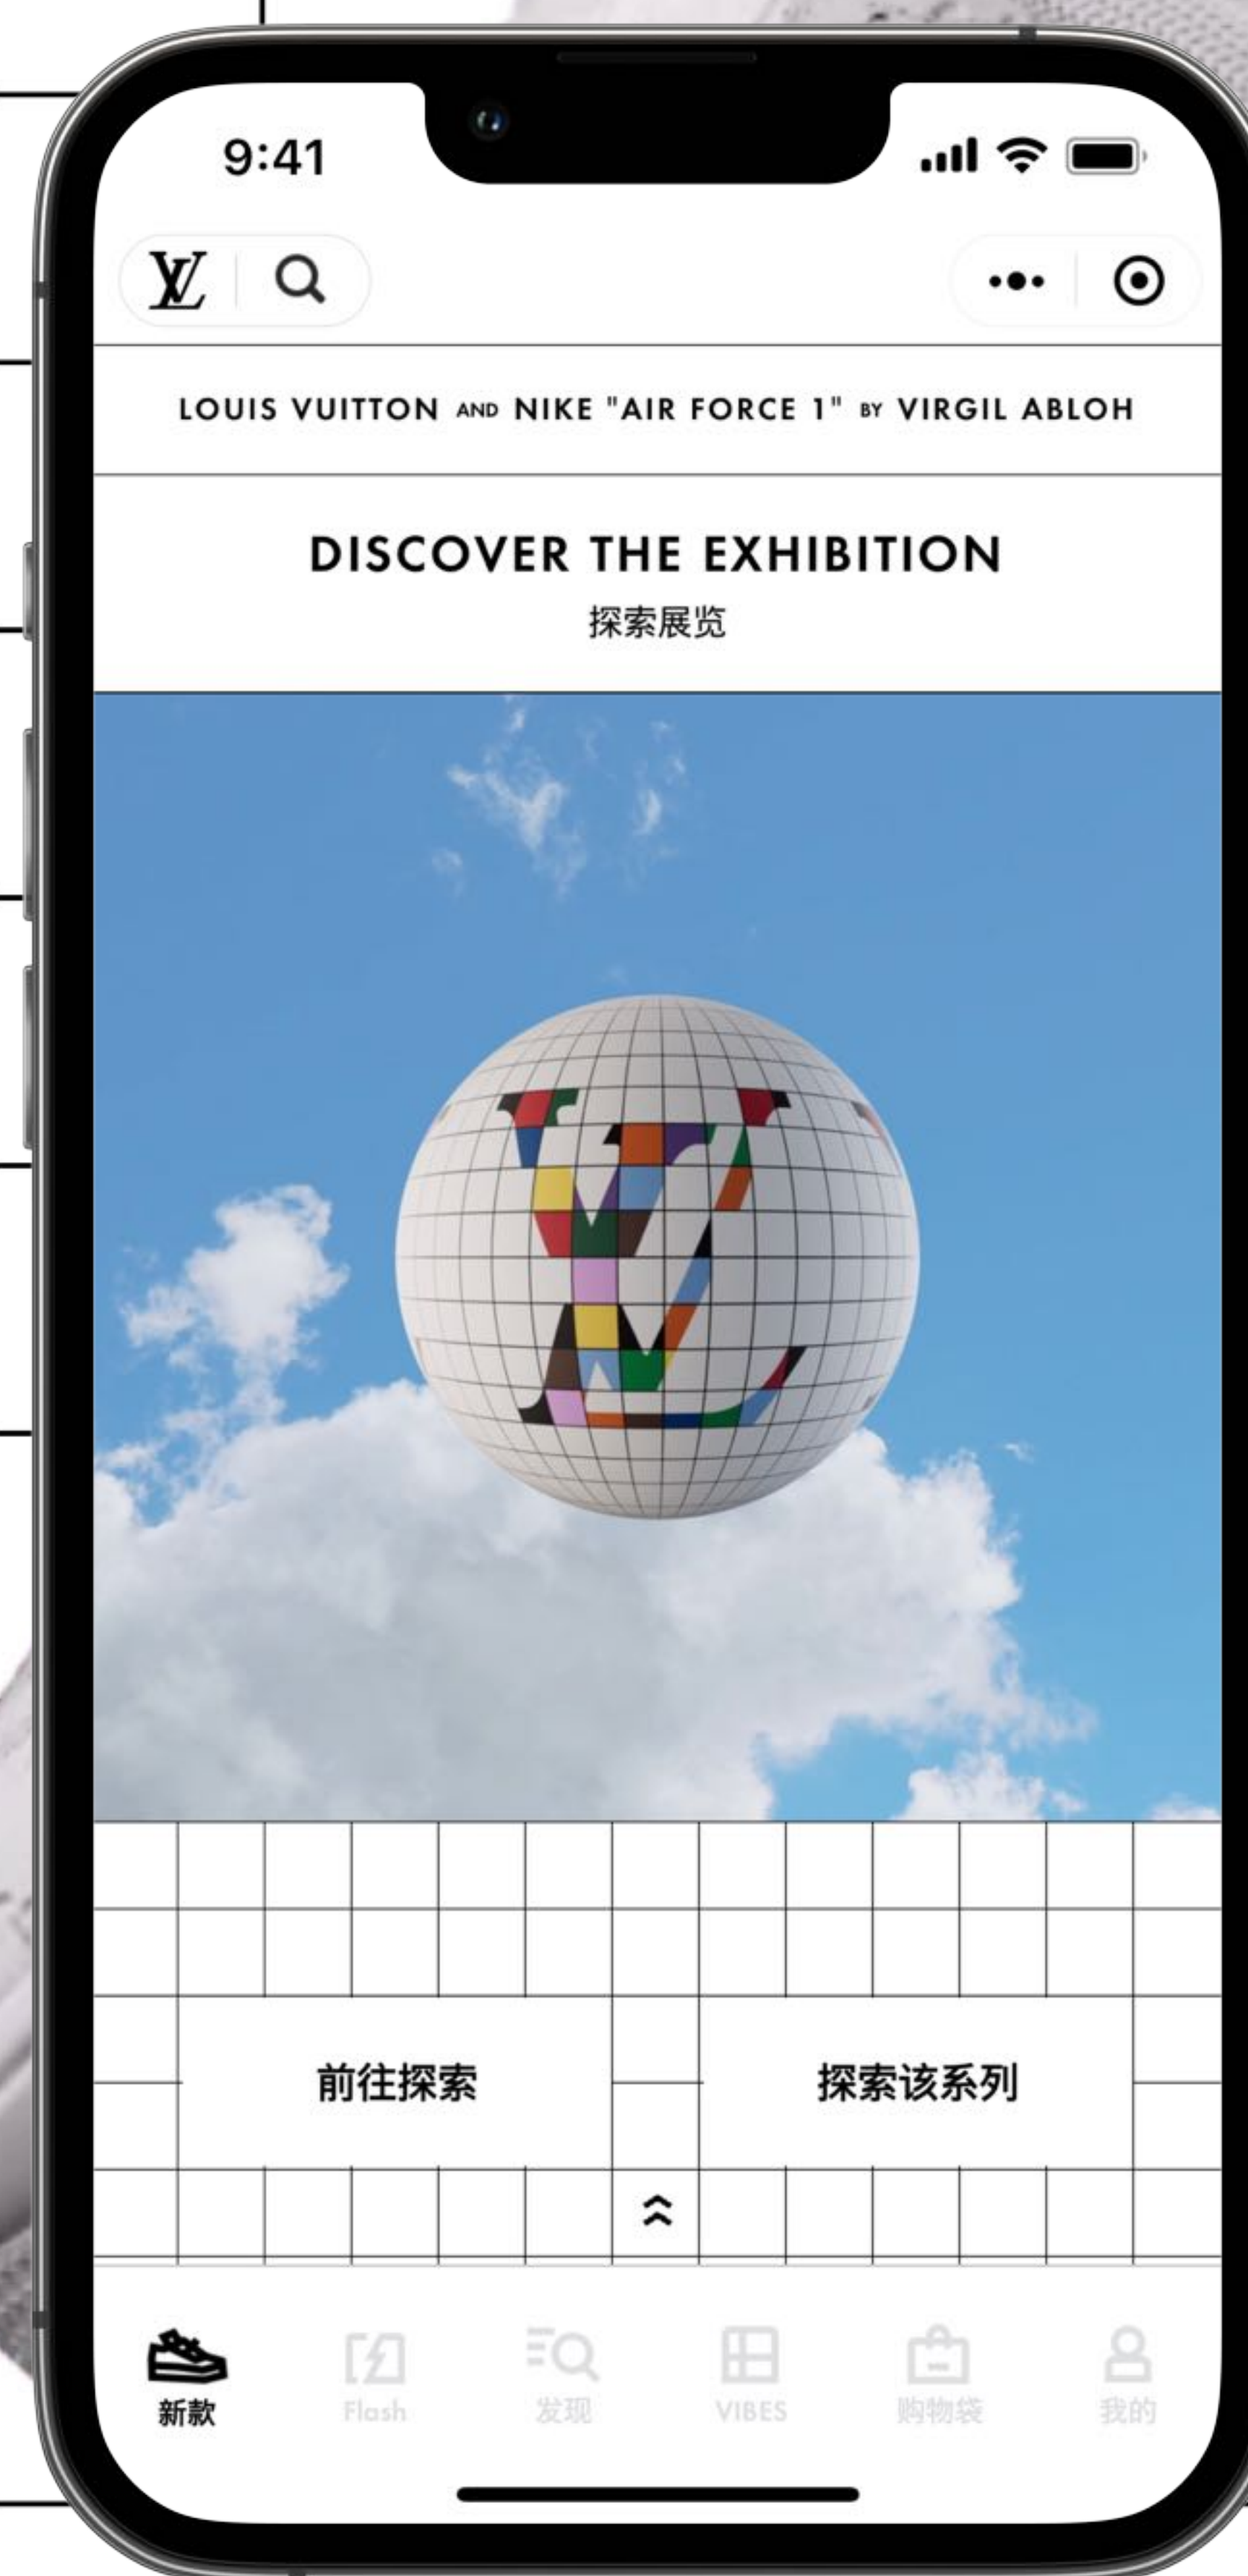 9:41
LOUIS VUITTON AND NIKE "AIR FORCE 1" BY VIRGIL ABLOH
DISCOVER THE EXHIBITION
探索展览
LV
前往探索 探索该系列
新款 Flash 发现 VIBES 购物袋 我的